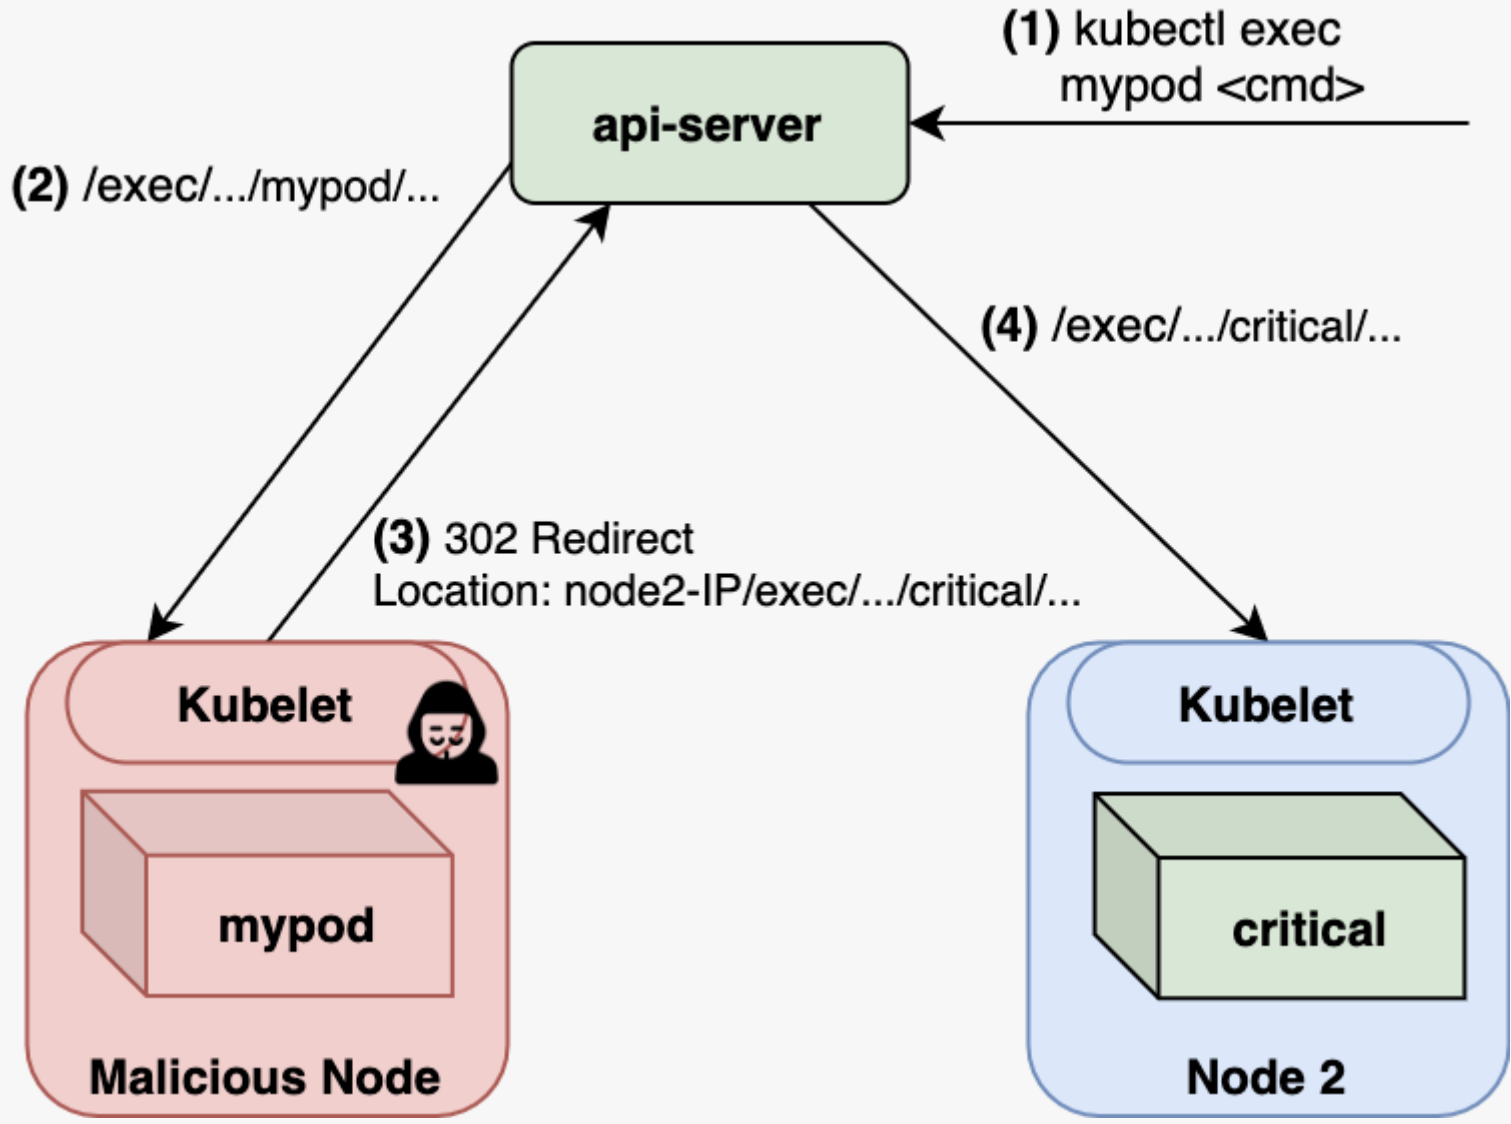 (1) kubectl exec
mypod <cmd>
api-server
(2) /exec/.../mypod/...
(4) /exec/.../critical/...
(3) 302 Redirect
Location: node2-IP/exec/.../critical/...
Kubelet
Kubelet
mypod
critical
Malicious Node
Node 2